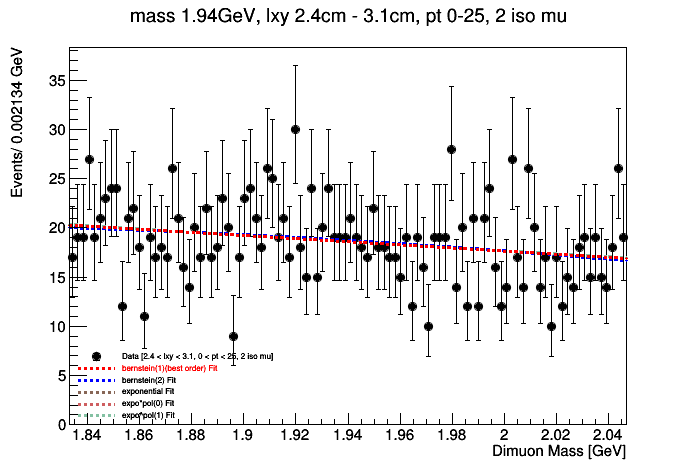 mass 1.94GeV, lxy 2.4cm - 3.1cm, pt 0-25, 2 iso mu
Events/ 0.002134 GeV
35
30
25
20
15
10
5
0
Data [2.4 < lxy < 3.1, 0 < pt < 25, 2 iso mu]
bernstein(1)(best order) Fit
bernstein(2) Fit
exponential Fit
expo*pol(0) Fit
expo*pol(1) Fit
1.84 1.86 1.88 1.9 1.92 1.94 1.96 1.98 2 2.02 2.04
Dimuon Mass [GeV]